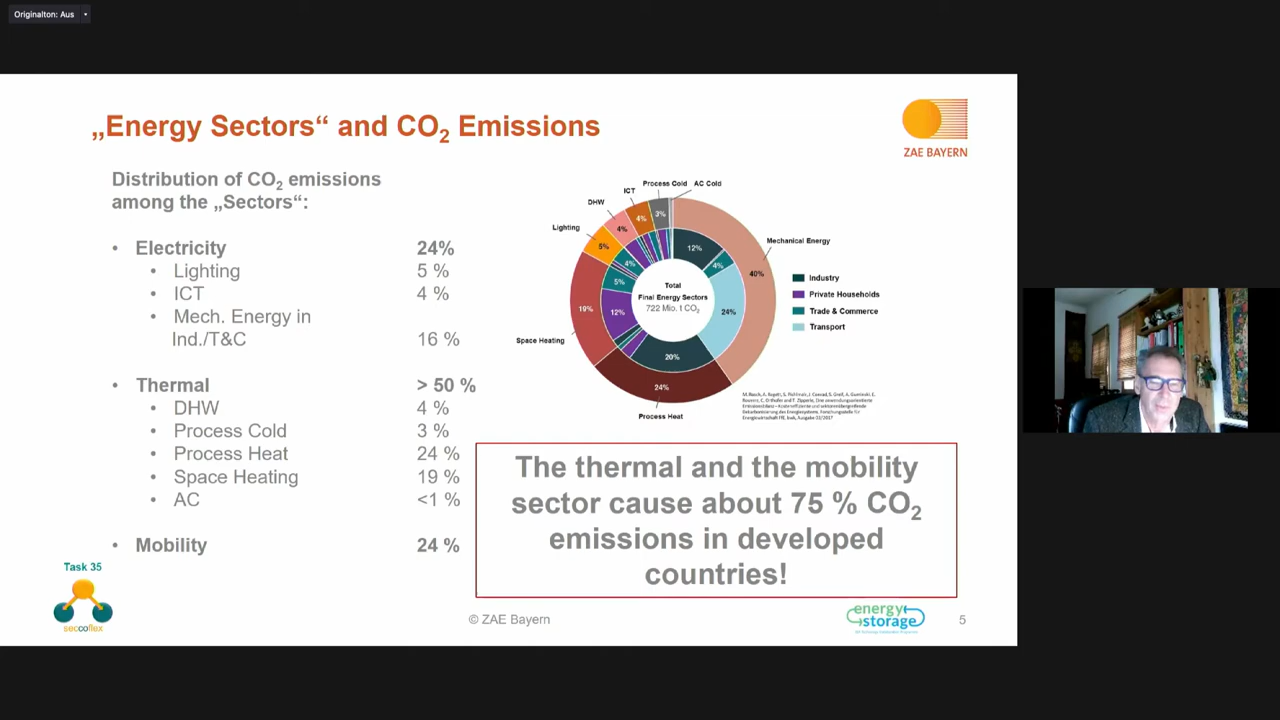 Originalton: Aus
„Energy Sectors“ and CO2 Emissions
ZAE BAYERN
Distribution of CO2 emissions
among the „Sectors“:
• Electricity 24%
• Lighting 5 %
• ICT 4 %
• Mech. Energy in
Ind./T&C 16 %
• Thermal > 50 %
• DHW 4 %
• Process Cold 3 %
• Process Heat 24 %
• Space Heating 19 %
• AC <1 %
• Mobility 24 %
Process Cold
AC Cold
ICT
DHW
Lighting
Mechanical Energy
Space Heating
Process Heat
3%
4%
4%
5%
19%
24%
40%
12%
4%
24%
20%
12%
5%
4%
Total
Final Energy Sectors
722 Mio. t CO2
Industry
Private Households
Trade & Commerce
Transport
The thermal and the mobility
sector cause about 75 % CO2
emissions in developed
countries!
Task 35
seccoflex
© ZAE Bayern
energy
storage
5